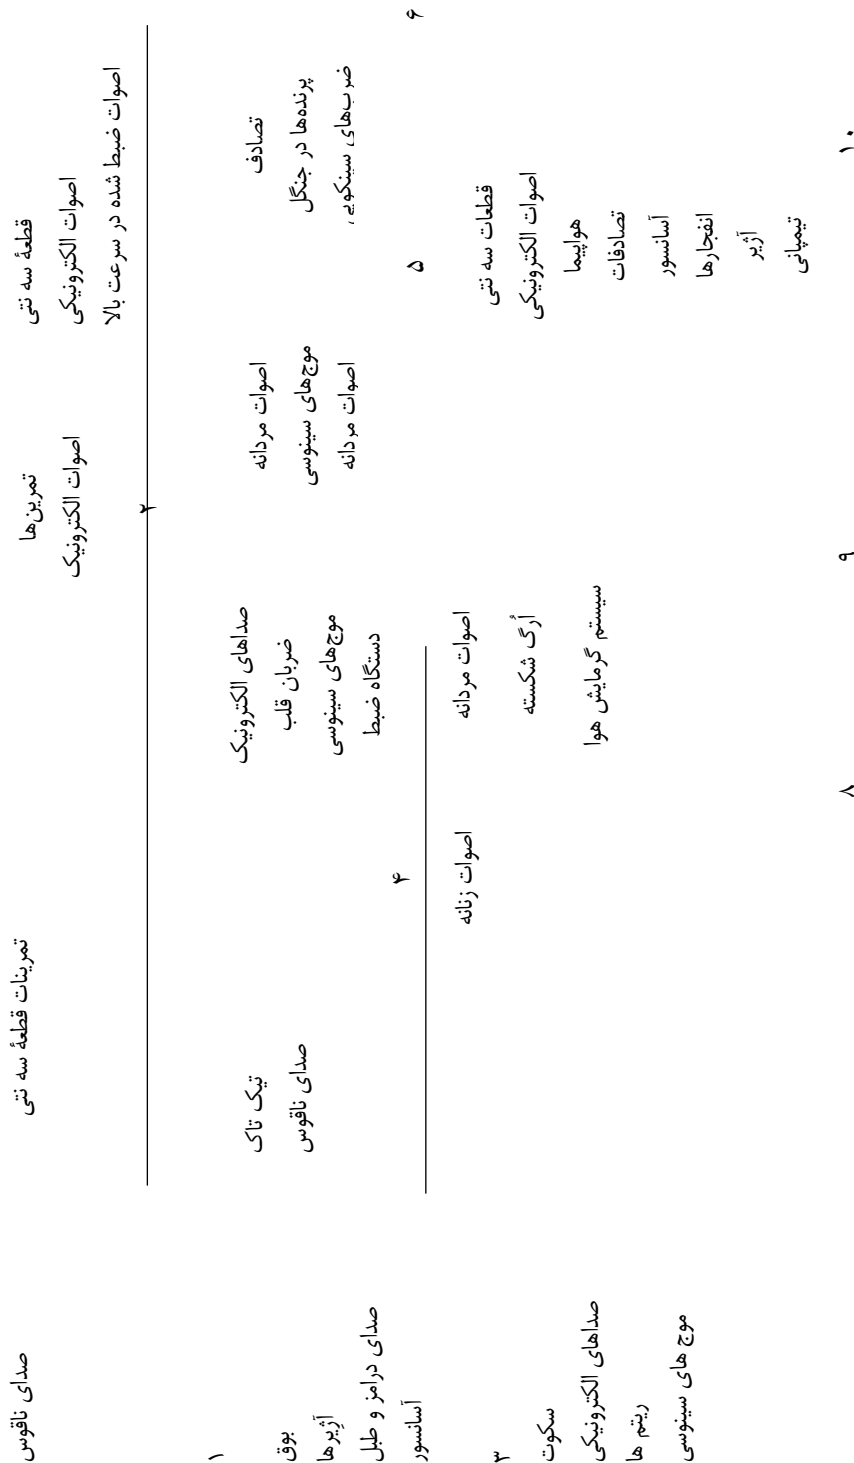 صدای ناقوس
تمرینات قطعهٔ سه نتی
تمرین‌ها
اصوات الکترونیک
قطعهٔ سه نتی
اصوات الکترونیکی
اصوات ضبط شده در سرعت بالا
۱
۲
بوق
آژیرها
صدای درامز و طبل
آسانسور
تیک تاک
صدای ناقوس
صداهای الکترونیک
ضربان قلب
موج‌های سینوسی
دستگاه ضبط
اصوات مردانه
موج‌های سینوسی
اصوات مردانه
تصادف
پرنده‌ها در جنگل
ضرب‌های سینکوپی،
۳
۴
۵
۶
سکوت
صداهای الکترونیکی
ریتم ها
موج های سینوسی
اصوات زنانه
اصوات مردانه
اُرگ شکسته
سیستم گرمایش هوا
قطعات سه نتی
اصوات الکترونیکی
هواپیما
تصادفات
آسانسور
انفجارها
آژیر
تیمپانی
۸
۹
۱۰